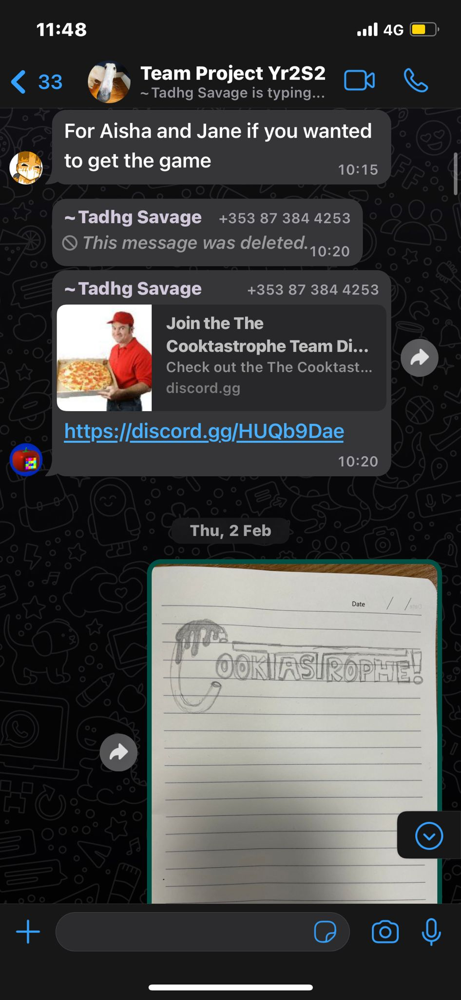 11:48
4G
33
Team Project Yr2S2
~Tadhg Savage is typing...
For Aisha and Jane if you wanted
to get the game
10:15
~Tadhg Savage +353 87 384 4253
This message was deleted.
10:20
~Tadhg Savage +353 87 384 4253
Join the The
Cooktastrophe Team Di...
Check out the The Cooktast...
discord.gg
https://discord.gg/HUQb9Dae
10:20
Thu, 2 Feb
Date / /
COOKTASTROPHE!